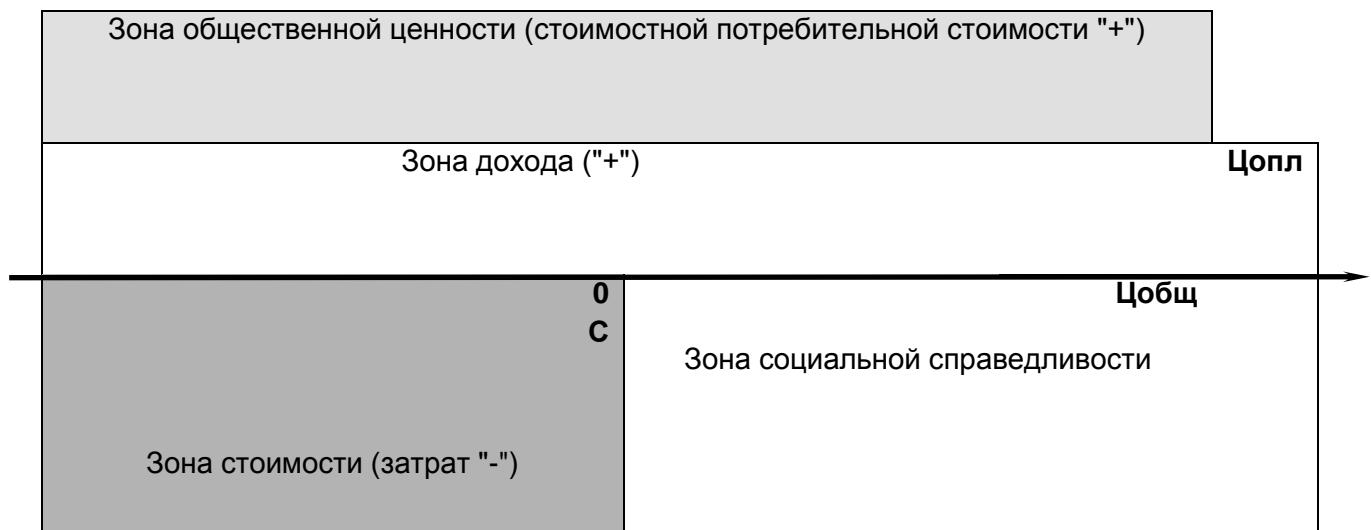 Зона общественной ценности (стоимостной потребительной стоимости "+")
Зона дохода ("+")
Цопл
0
Цобщ
С
Зона социальной справедливости
Зона стоимости (затрат "-")